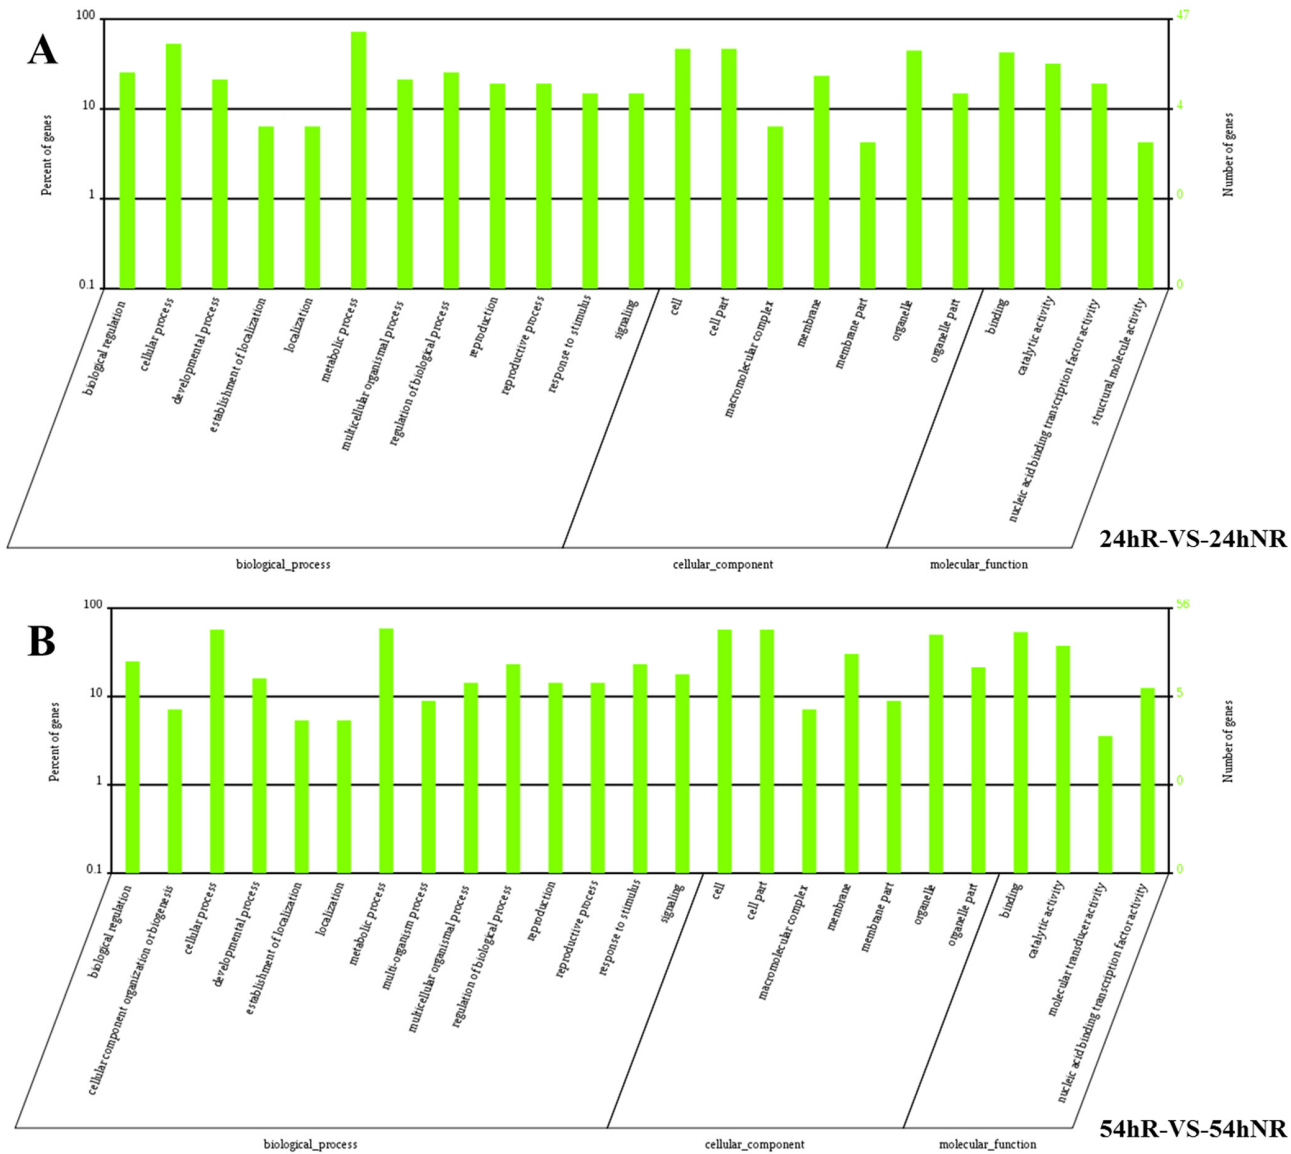 A
100
10
1
0.1
Percent of genes
47
4
0
0
Number of genes
biological regulation
cellular process
developmental process
establishment of localization
localization
metabolic process
multicellular organismal process
regulation of biological process
reproduction
reproductive process
response to stimulus
signaling
cell
cell part
macromolecular complex
membrane
membrane part
organelle
organelle part
binding
catalytic activity
nucleic acid binding transcription factor activity
structural molecule activity
biological_process
cellular_component
molecular_function
24hR-VS-24hNR
B
100
10
1
0.1
Percent of genes
56
5
0
0
Number of genes
biological regulation
cellular component organization or biogenesis
cellular process
developmental process
establishment of localization
localization
metabolic process
multi-organism process
multicellular organismal process
regulation of biological process
reproduction
reproductive process
response to stimulus
signaling
cell
cell part
macromolecular complex
membrane
membrane part
organelle
organelle part
binding
catalytic activity
molecular transducer activity
nucleic acid binding transcription factor activity
biological_process
cellular_component
molecular_function
54hR-VS-54hNR